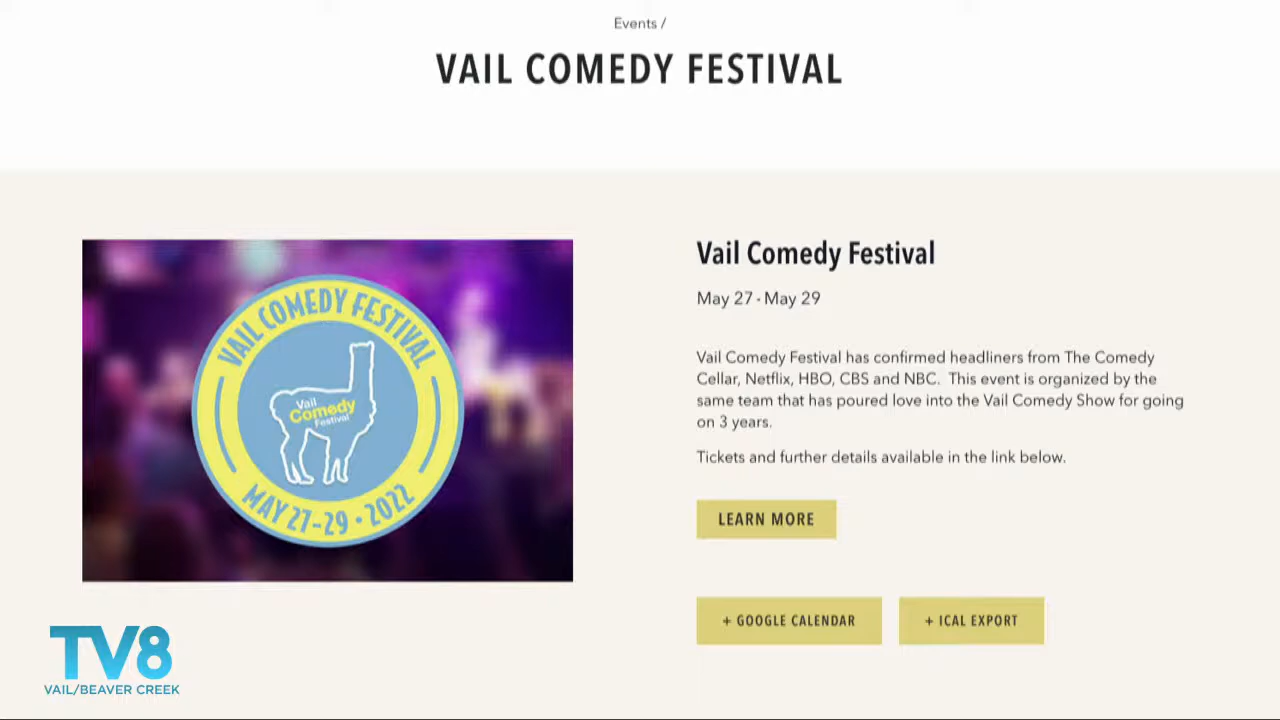 Events /
VAIL COMEDY FESTIVAL
VAIL COMEDY FESTIVAL
Vail
Comedy
Festival
MAY 27-29 • 2022
Vail Comedy Festival
May 27 - May 29
Vail Comedy Festival has confirmed headliners from The Comedy
Cellar, Netflix, HBO, CBS and NBC. This event is organized by the
same team that has poured love into the Vail Comedy Show for going
on 3 years.
Tickets and further details available in the link below.
LEARN MORE
+ GOOGLE CALENDAR
+ ICAL EXPORT
TV8
VAIL/BEAVER CREEK